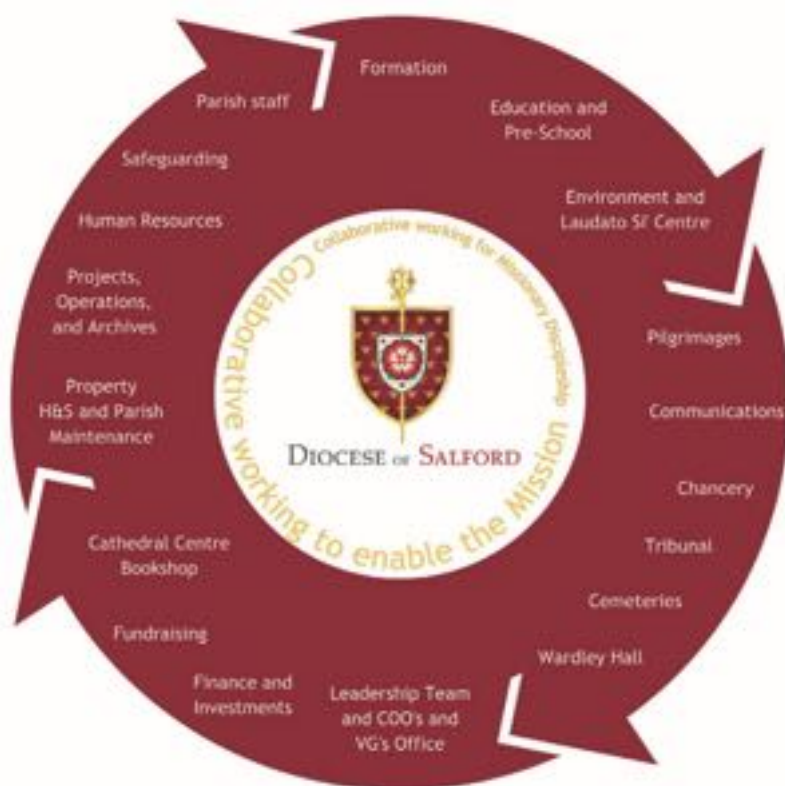 Formation
Education and
Pre-School
Environment and
Laudato Si' Centre
Pilgrimages
Communications
Chancery
Tribunal
Cemeteries
Wardley Hall
Leadership Team
and COO's and
VG's Office
Finance and
Investments
Fundraising
Cathedral Centre
Bookshop
Property
H&S and Parish
Maintenance
Projects,
Operations,
and Archives
Human Resources
Safeguarding
Parish staff
Collaborative working for Missionary Discipleship
Collaborative working to enable the Mission
DIOCESE OF SALFORD